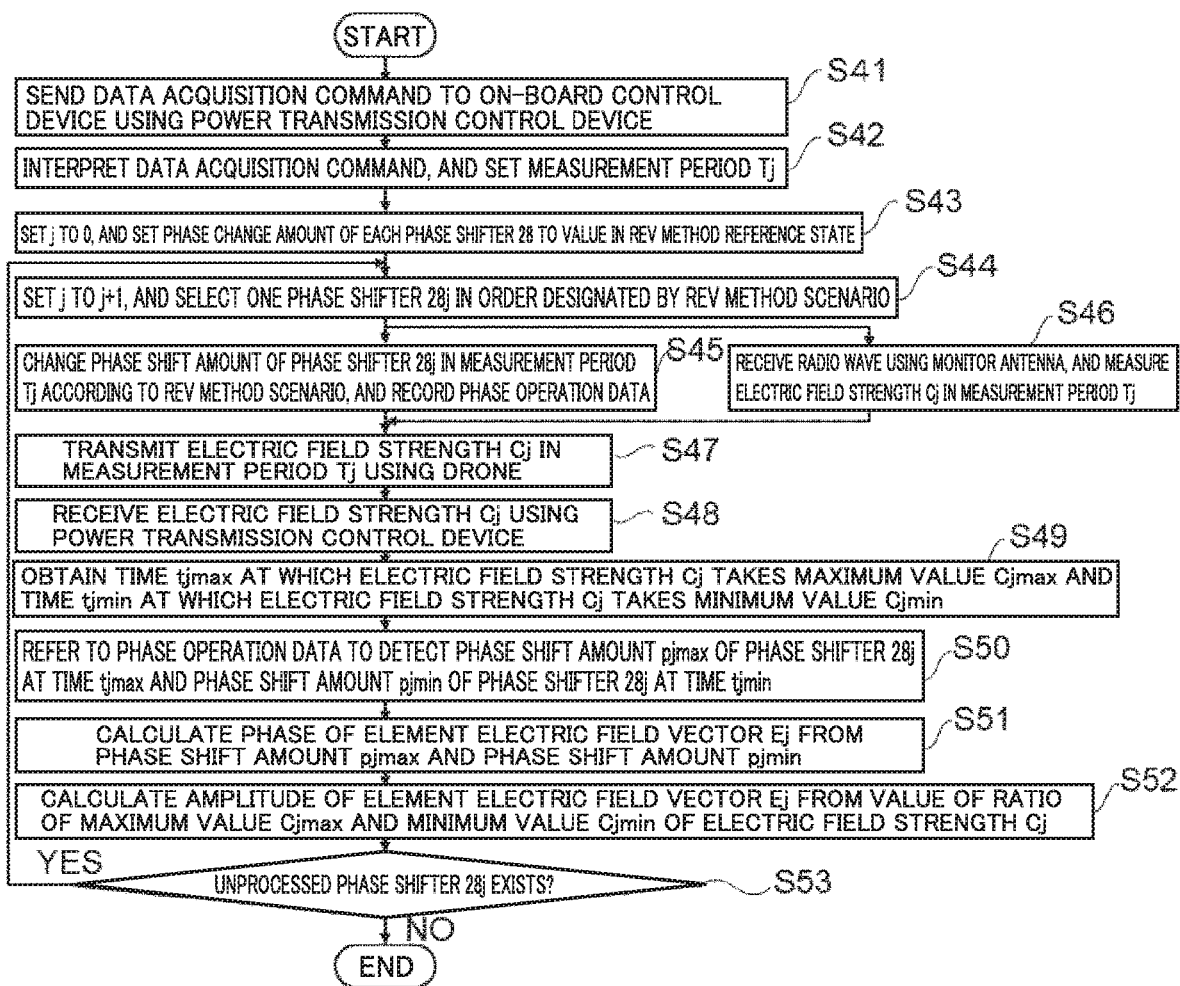 START
S41
SEND DATA ACQUISITION COMMAND TO ON-BOARD CONTROL
DEVICE USING POWER TRANSMISSION CONTROL DEVICE
S42
INTERPRET DATA ACQUISITION COMMAND, AND SET MEASUREMENT PERIOD Tj
S43
SET j TO 0, AND SET PHASE CHANGE AMOUNT OF EACH PHASE SHIFTER 28 TO VALUE IN REV METHOD REFERENCE STATE
S44
SET j TO j+1, AND SELECT ONE PHASE SHIFTER 28j IN ORDER DESIGNATED BY REV METHOD SCENARIO
S45
CHANGE PHASE SHIFT AMOUNT OF PHASE SHIFTER 28j IN MEASUREMENT PERIOD
Tj ACCORDING TO REV METHOD SCENARIO, AND RECORD PHASE OPERATION DATA
S46
RECEIVE RADIO WAVE USING MONITOR ANTENNA, AND MEASURE
ELECTRIC FIELD STRENGTH Cj IN MEASUREMENT PERIOD Tj
S47
TRANSMIT ELECTRIC FIELD STRENGTH Cj IN
MEASUREMENT PERIOD Tj USING DRONE
S48
RECEIVE ELECTRIC FIELD STRENGTH Cj USING
POWER TRANSMISSION CONTROL DEVICE
S49
OBTAIN TIME tjmax AT WHICH ELECTRIC FIELD STRENGTH Cj TAKES MAXIMUM VALUE Cjmax AND
TIME tjmin AT WHICH ELECTRIC FIELD STRENGTH Cj TAKES MINIMUM VALUE Cjmin
S50
REFER TO PHASE OPERATION DATA TO DETECT PHASE SHIFT AMOUNT pjmax OF PHASE SHIFTER 28j
AT TIME tjmax AND PHASE SHIFT AMOUNT pjmin OF PHASE SHIFTER 28j AT TIME tjmin
S51
CALCULATE PHASE OF ELEMENT ELECTRIC FIELD VECTOR Ej FROM
PHASE SHIFT AMOUNT pjmax AND PHASE SHIFT AMOUNT pjmin
S52
CALCULATE AMPLITUDE OF ELEMENT ELECTRIC FIELD VECTOR Ej FROM VALUE OF RATIO
OF MAXIMUM VALUE Cjmax AND MINIMUM VALUE Cjmin OF ELECTRIC FIELD STRENGTH Cj
YES
UNPROCESSED PHASE SHIFTER 28j EXISTS?
S53
NO
END